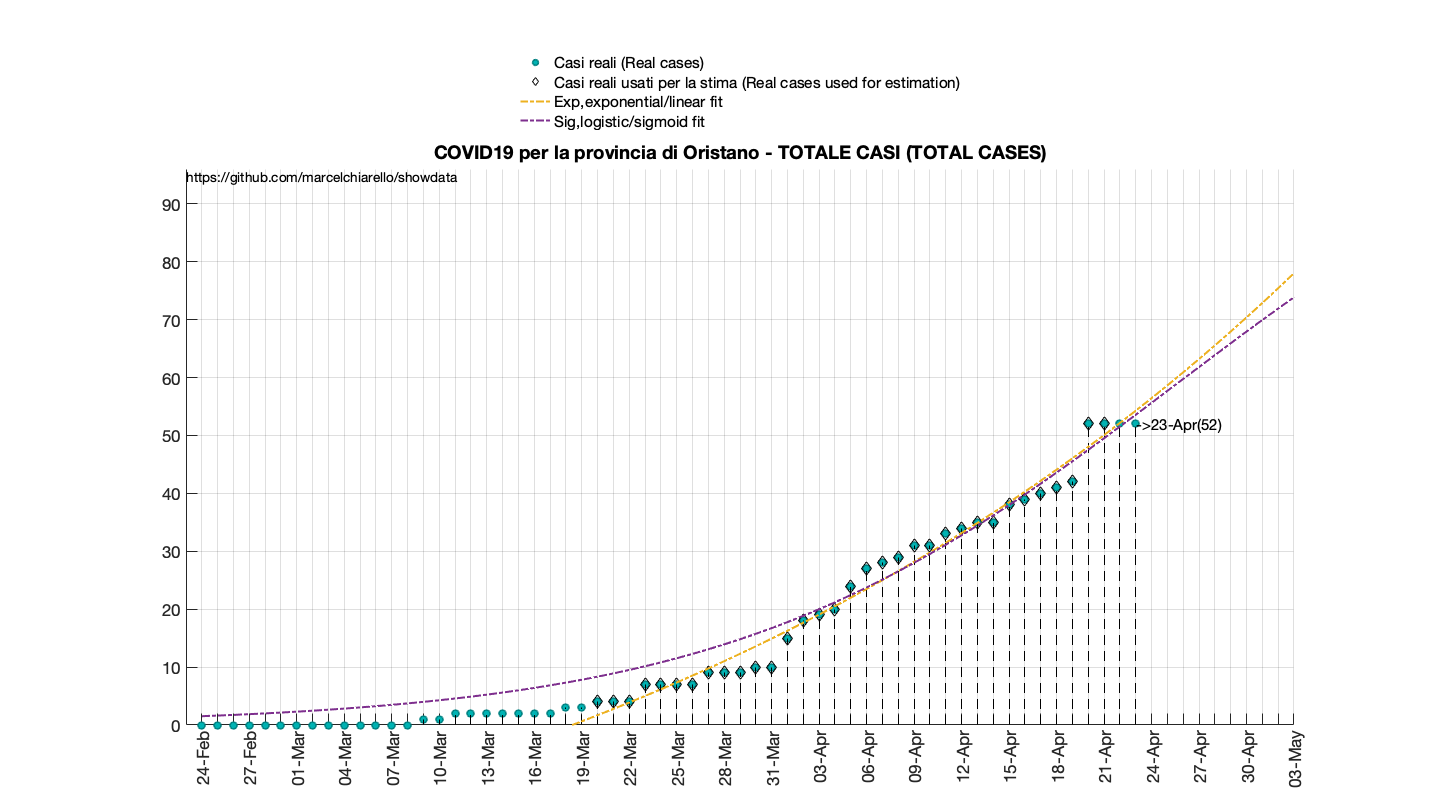 Casi reali (Real cases)
Casi reali usati per la stima (Real cases used for estimation)
Exp,exponential/linear fit
Sig,logistic/sigmoid fit
COVID19 per la provincia di Oristano - TOTALE CASI (TOTAL CASES)
https://github.com/marcelchiarello/showdata
90
80
70
60
50
40
30
20
10
0
->23-Apr(52)
24-Feb
27-Feb
01-Mar
04-Mar
07-Mar
10-Mar
13-Mar
16-Mar
19-Mar
22-Mar
25-Mar
28-Mar
31-Mar
03-Apr
06-Apr
09-Apr
12-Apr
15-Apr
18-Apr
21-Apr
24-Apr
27-Apr
30-Apr
03-May